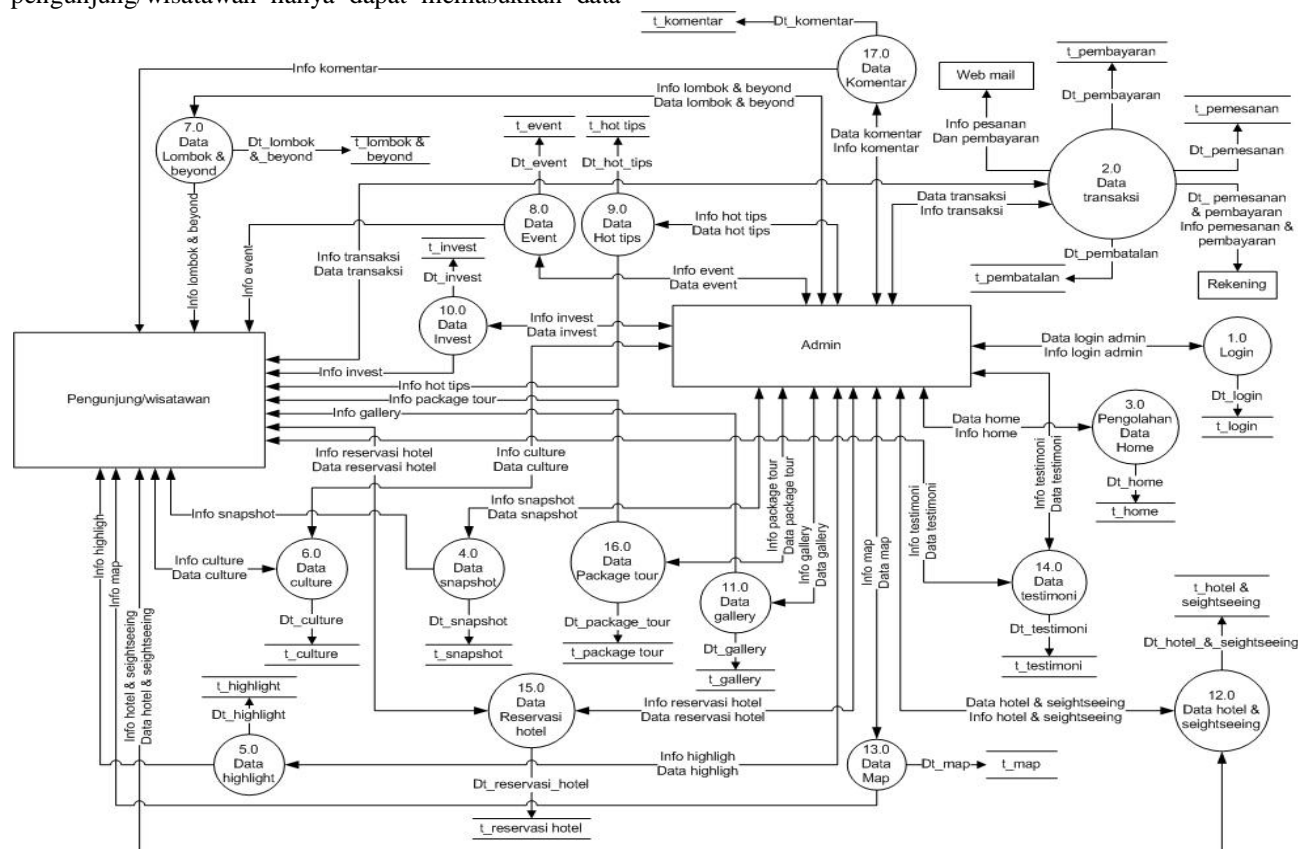 pengunjung/wisatawan hanya dapat memasukkan data
t_komentar
Dt_komentar
17.0
Data
Komentar
Info komentar
t_pembayaran
Web mail
Dt_pembayaran
t_pemesanan
Info pesanan
Dan pembayaran
Dt_pemesanan
2.0
Data
transaksi
Info lombok & beyond
Data lombok & beyond
Data komentar
Info komentar
7.0
Data
Lombok &
beyond
Dt_lombok
&_beyond
t_lombok &
beyond
t_event
t_hot tips
Dt_event
Dt_hot_tips
Data transaksi
Info transaksi
Dt_ pemesanan
& pembayaran
Info pemesanan &
pembayaran
Dt_pembatalan
t_pembatalan
Rekening
8.0
Data
Event
9.0
Data
Hot tips
Info hot tips
Data hot tips
Info lombok & beyond
Info event
Info transaksi
Data transaksi
t_invest
Dt_invest
Info event
Data event
10.0
Data
Invest
Info invest
Data invest
Admin
Data login admin
Info login admin
1.0
Login
Dt_login
t_login
Pengunjung/wisatawan
Info invest
Info hot tips
Info package tour
Info gallery
Info reservasi hotel
Data reservasi hotel
Info culture
Data culture
Data home
Info home
3.0
Pengolahan
Data
Home
Dt_home
t_home
Info testimoni
Data testimoni
Info snapshot
Info snapshot
Data snapshot
Info package tour
Data package tour
Info gallery
Data gallery
Info map
Data map
Info testimoni
Data testimoni
Info highligh
Info map
Info hotel & seightseeing
Data hotel & seightseeing
Info culture
Data culture
6.0
Data
culture
Dt_culture
t_culture
4.0
Data
snapshot
Dt_snapshot
t_snapshot
16.0
Data
Package tour
Dt_package_tour
t_package tour
11.0
Data
gallery
Dt_gallery
t_gallery
14.0
Data
testimoni
Dt_testimoni
t_testimoni
t_hotel &
seightseeing
Dt_hotel_&_seightseeing
12.0
Data hotel &
seightseeing
Data hotel & seightseeing
Info hotel & seightseeing
t_highlight
Dt_highlight
5.0
Data
highlight
15.0
Data
Reservasi
hotel
Info reservasi hotel
Data reservasi hotel
Info highligh
Data highligh
Dt_reservasi_hotel
t_reservasi hotel
13.0
Data
Map
Dt_map
t_map